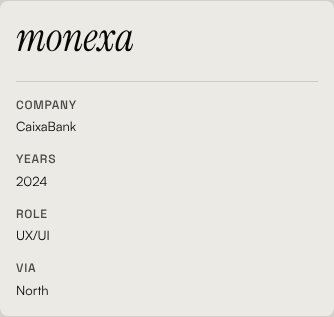 monexa
COMPANY
CaixaBank
YEARS
2024
ROLE
UX/UI
VIA
North